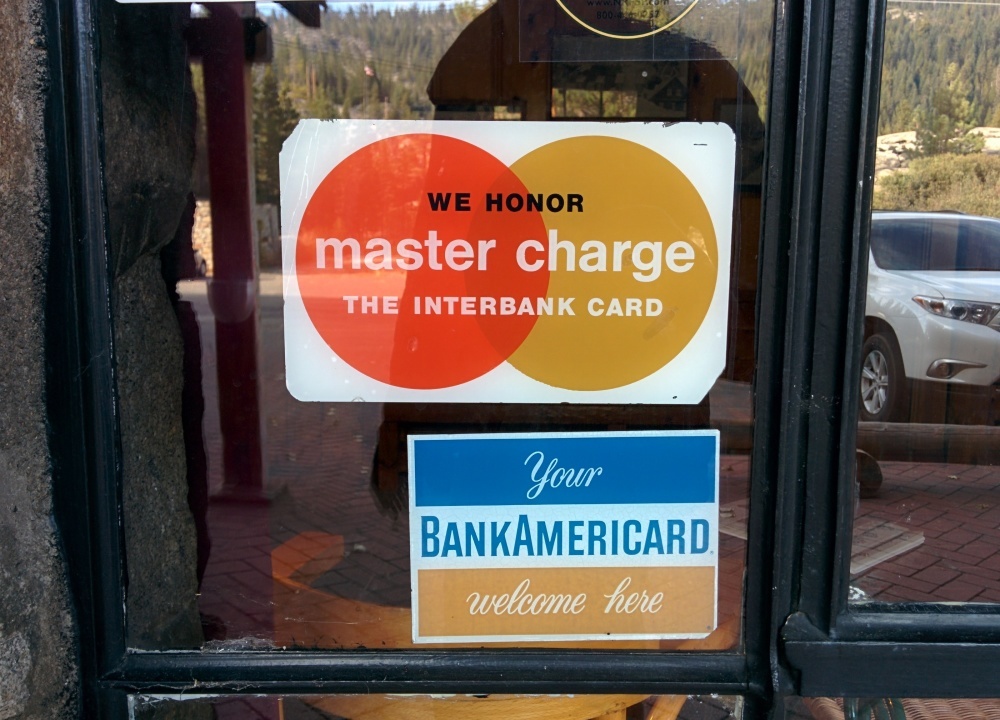 WE HONOR
master charge
THE INTERBANK CARD
Your
BANKAMERICARD
welcome here